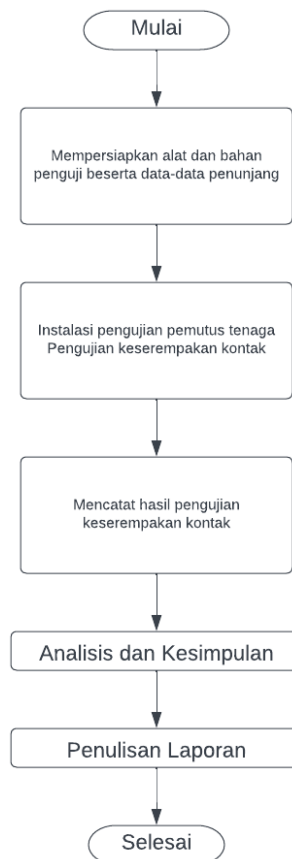 Mulai
Mempersiapkan alat dan bahan
penguji beserta data-data penunjang
Instalasi pengujian pemutus tenaga
Pengujian keserempakan kontak
Mencatat hasil pengujian
keserempakan kontak
Analisis dan Kesimpulan
Penulisan Laporan
Selesai